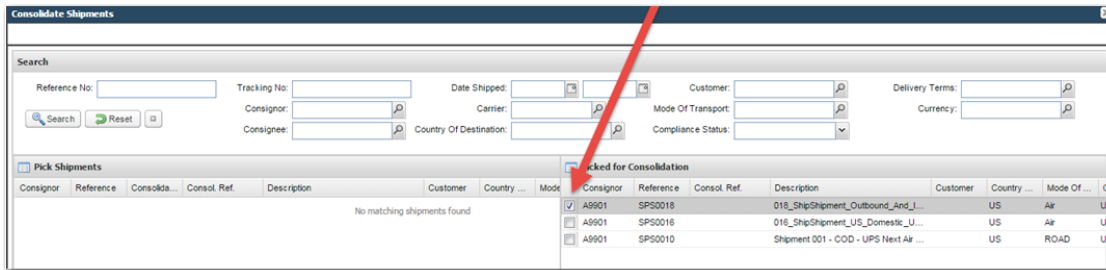 Consolidate Shipments
Search
Reference No: Tracking No: Date Shipped: Customer: Delivery Terms:
Search Reset Consignor: Carrier: Mode Of Transport: Currency:
Consignee: Country Of Destination: Compliance Status:
Pick Shipments
Consignor Reference Consolida... Consol. Ref. Description Customer Country ... Mode
No matching shipments found
Picked for Consolidation
Consignor Reference Consol. Ref. Description Customer Country ... Mode Of ...
A9901 SPS0018 018_ShipShipment_Outbound_And_I... US Air U
A9901 SPS0016 016_ShipShipment_US_Domestic_U... US Air U
A9901 SPS0010 Shipment 001 - COD - UPS Next Air ... US ROAD U